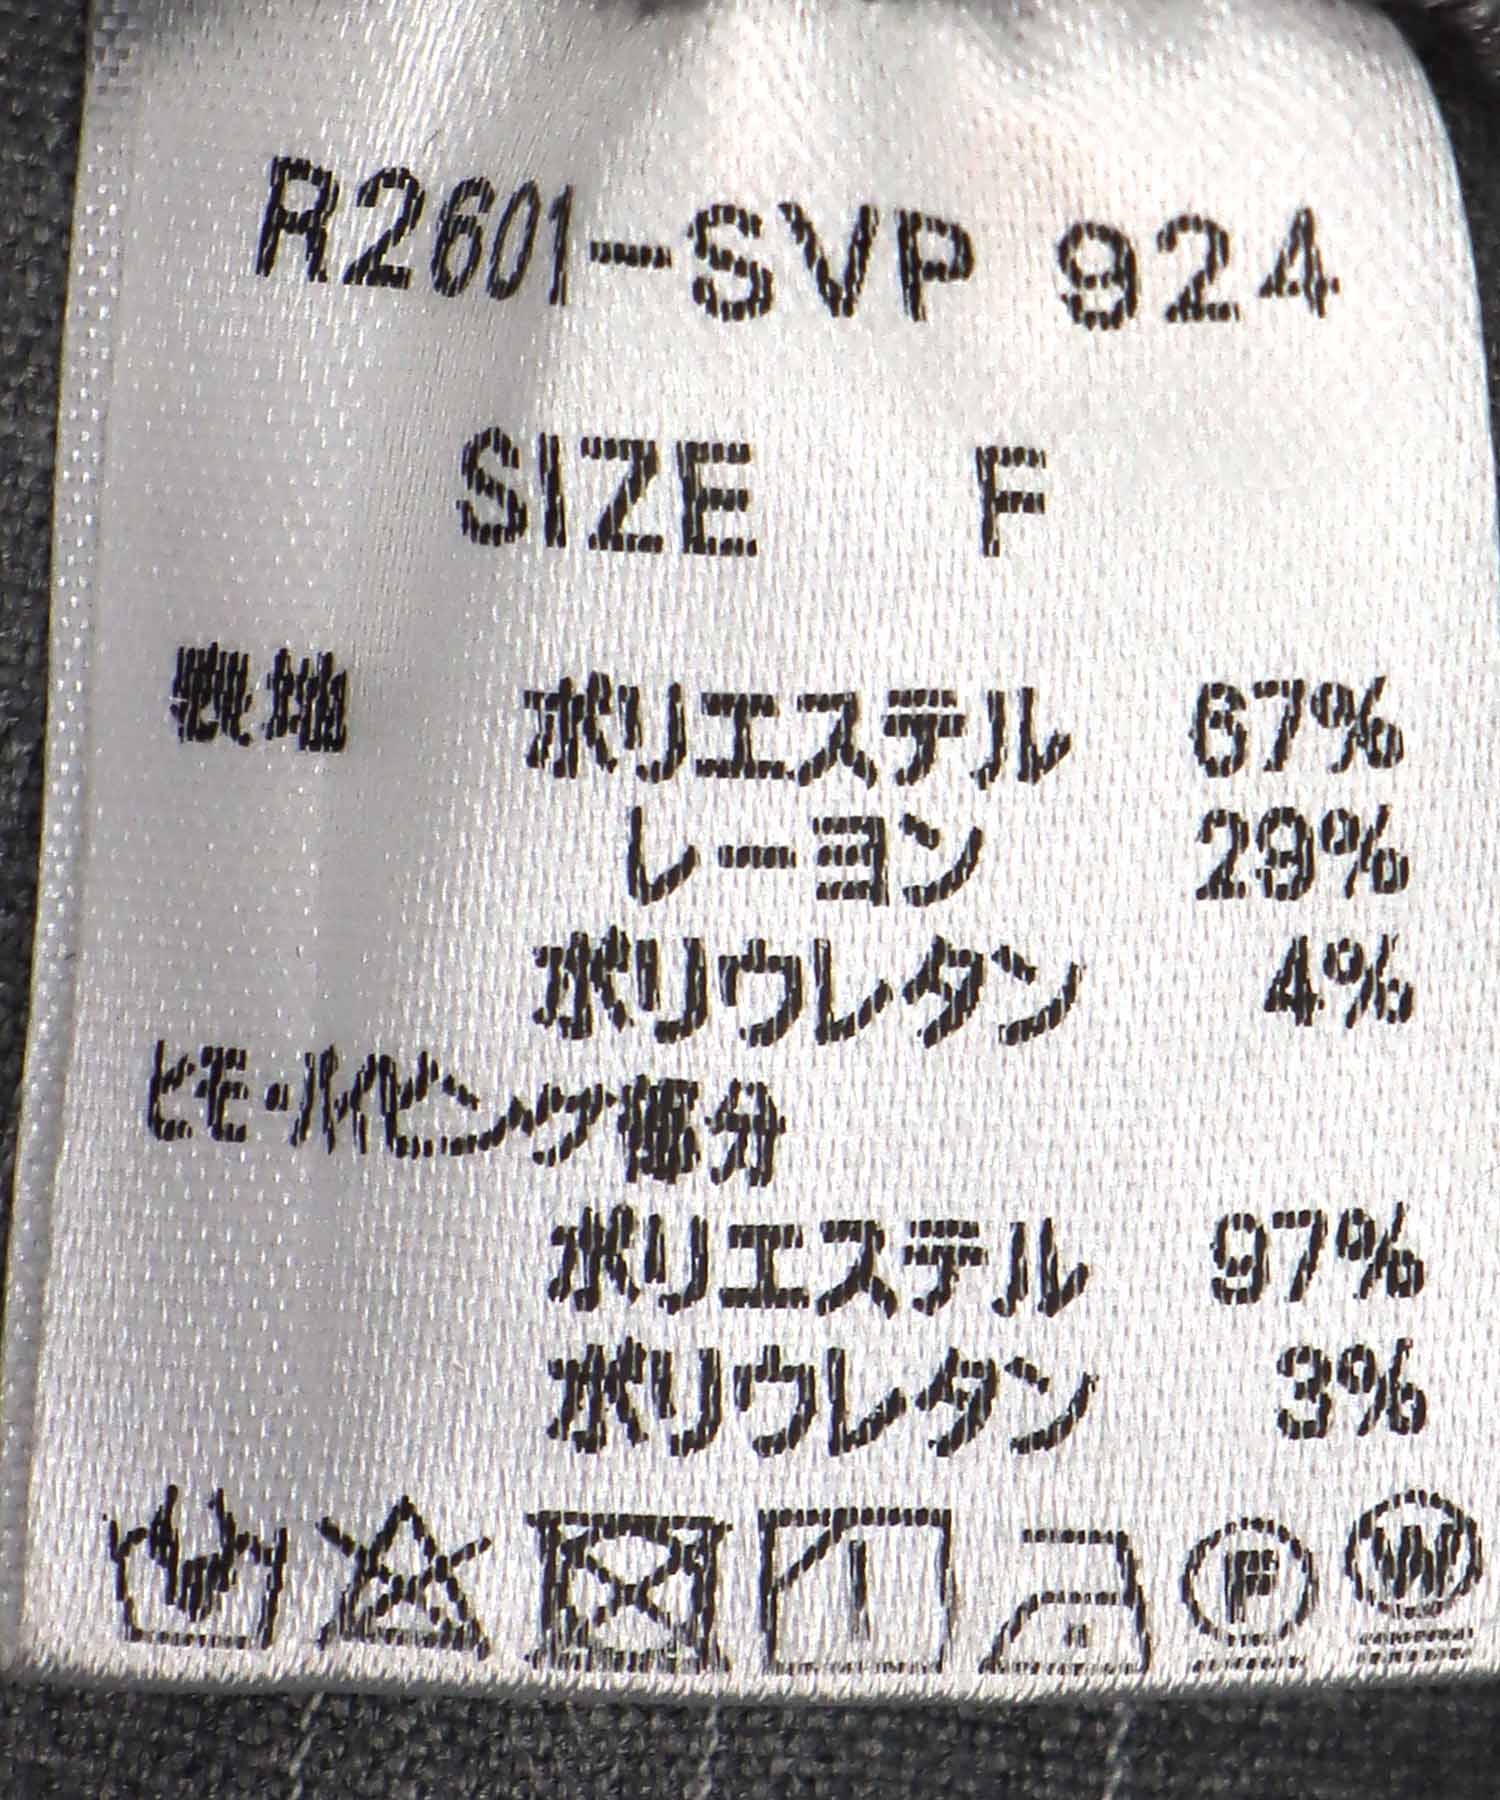 R2601-SVP 924
SIZE F
表地 ポリエステル 67%
レーヨン 29%
ポリウレタン 4%
ヒモ・パイピング部分
ポリエステル 97%
ポリウレタン 3%
F W